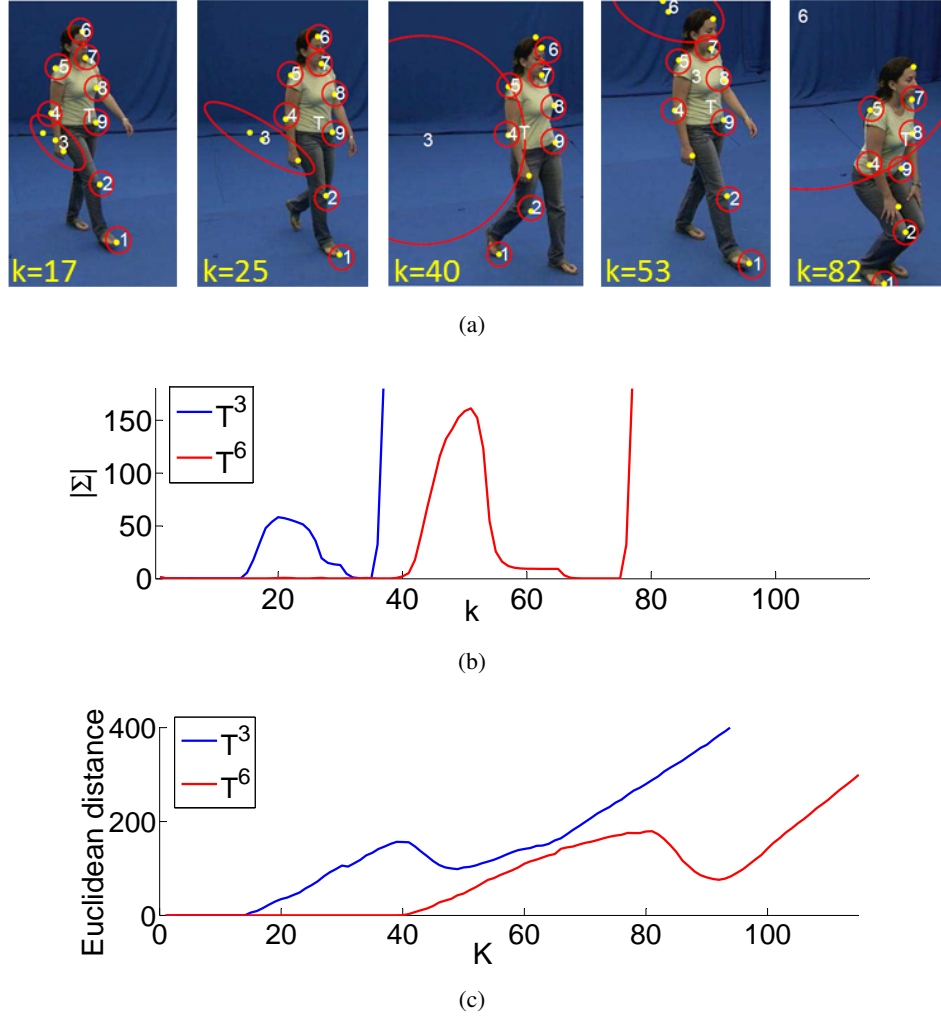 6
5 7
8
4 T 9
3
2
1
k=17
6
5 7
8
4 T 9
3
2
1
k=25
6
5 7
8
3 4 T 9
2
1
k=40
6
7
5 3 8
4 T 9
2
1
k=53
6
7
5
T 8
4 9
2
1
k=82
(a)
150
100
50
0
|Σ|
T³
T⁶
20 40 60 80 100
k
(b)
400
200
0
Euclidean distance
T³
T⁶
0 20 40 60 80 100
K
(c)